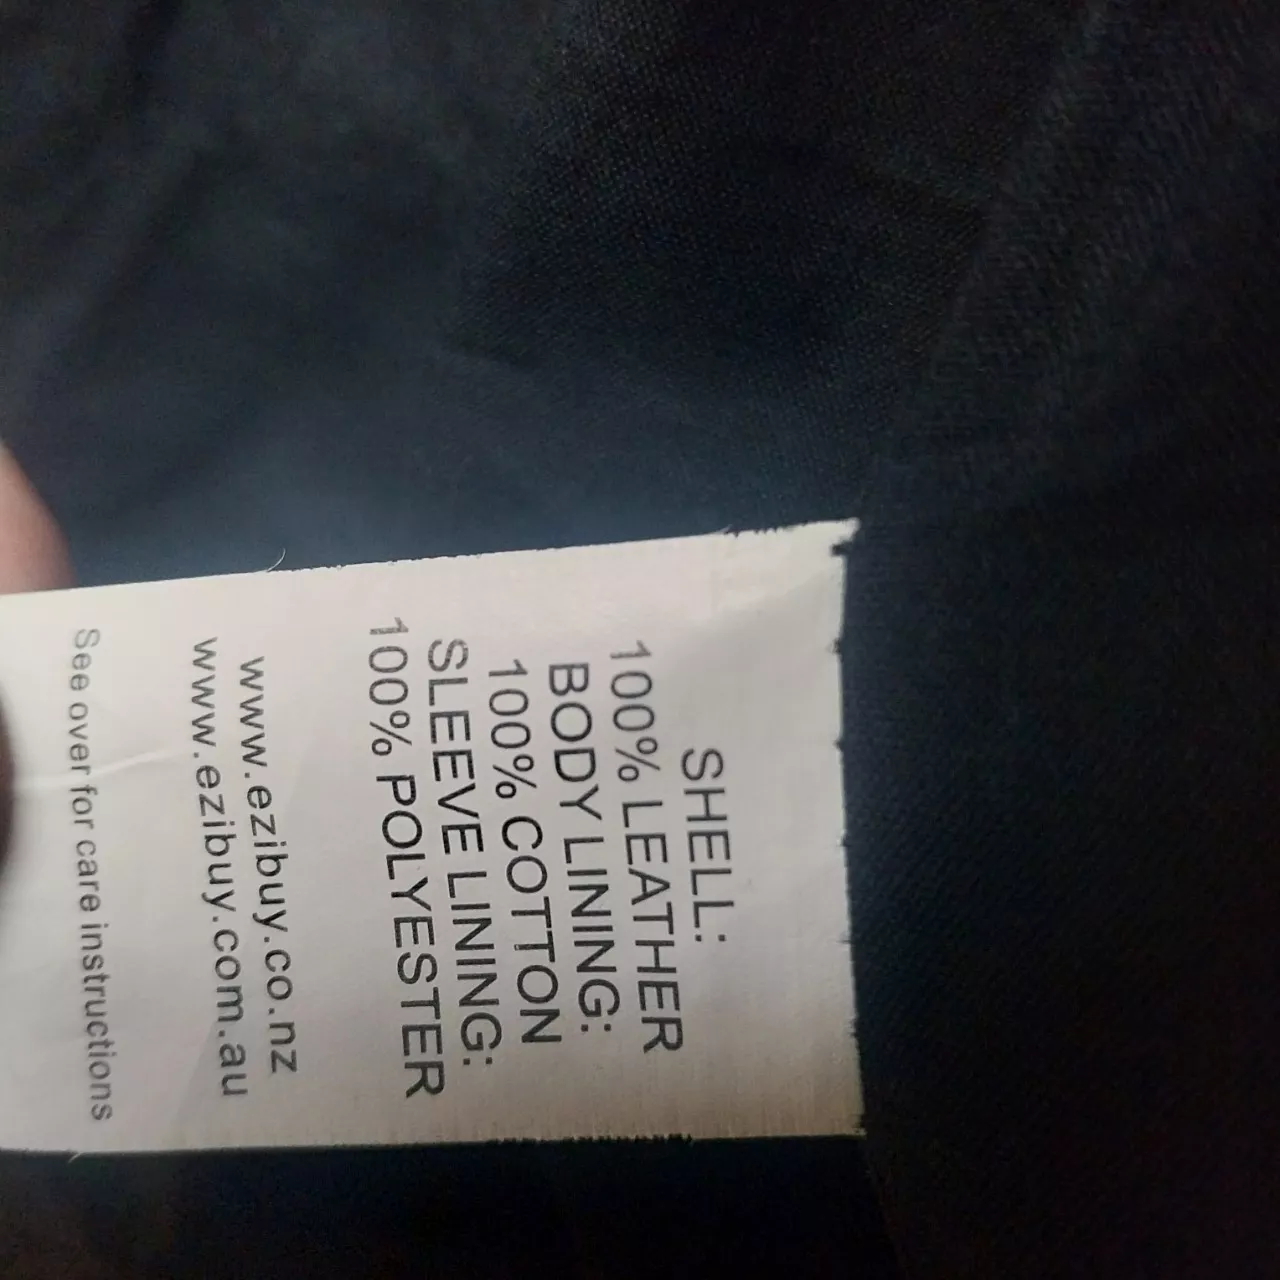 SHELL:
100% LEATHER
BODY LINING:
100% COTTON
SLEEVE LINING:
100% POLYESTER
www.ezibuy.co.nz
www.ezibuy.com.au
See over for care instructions